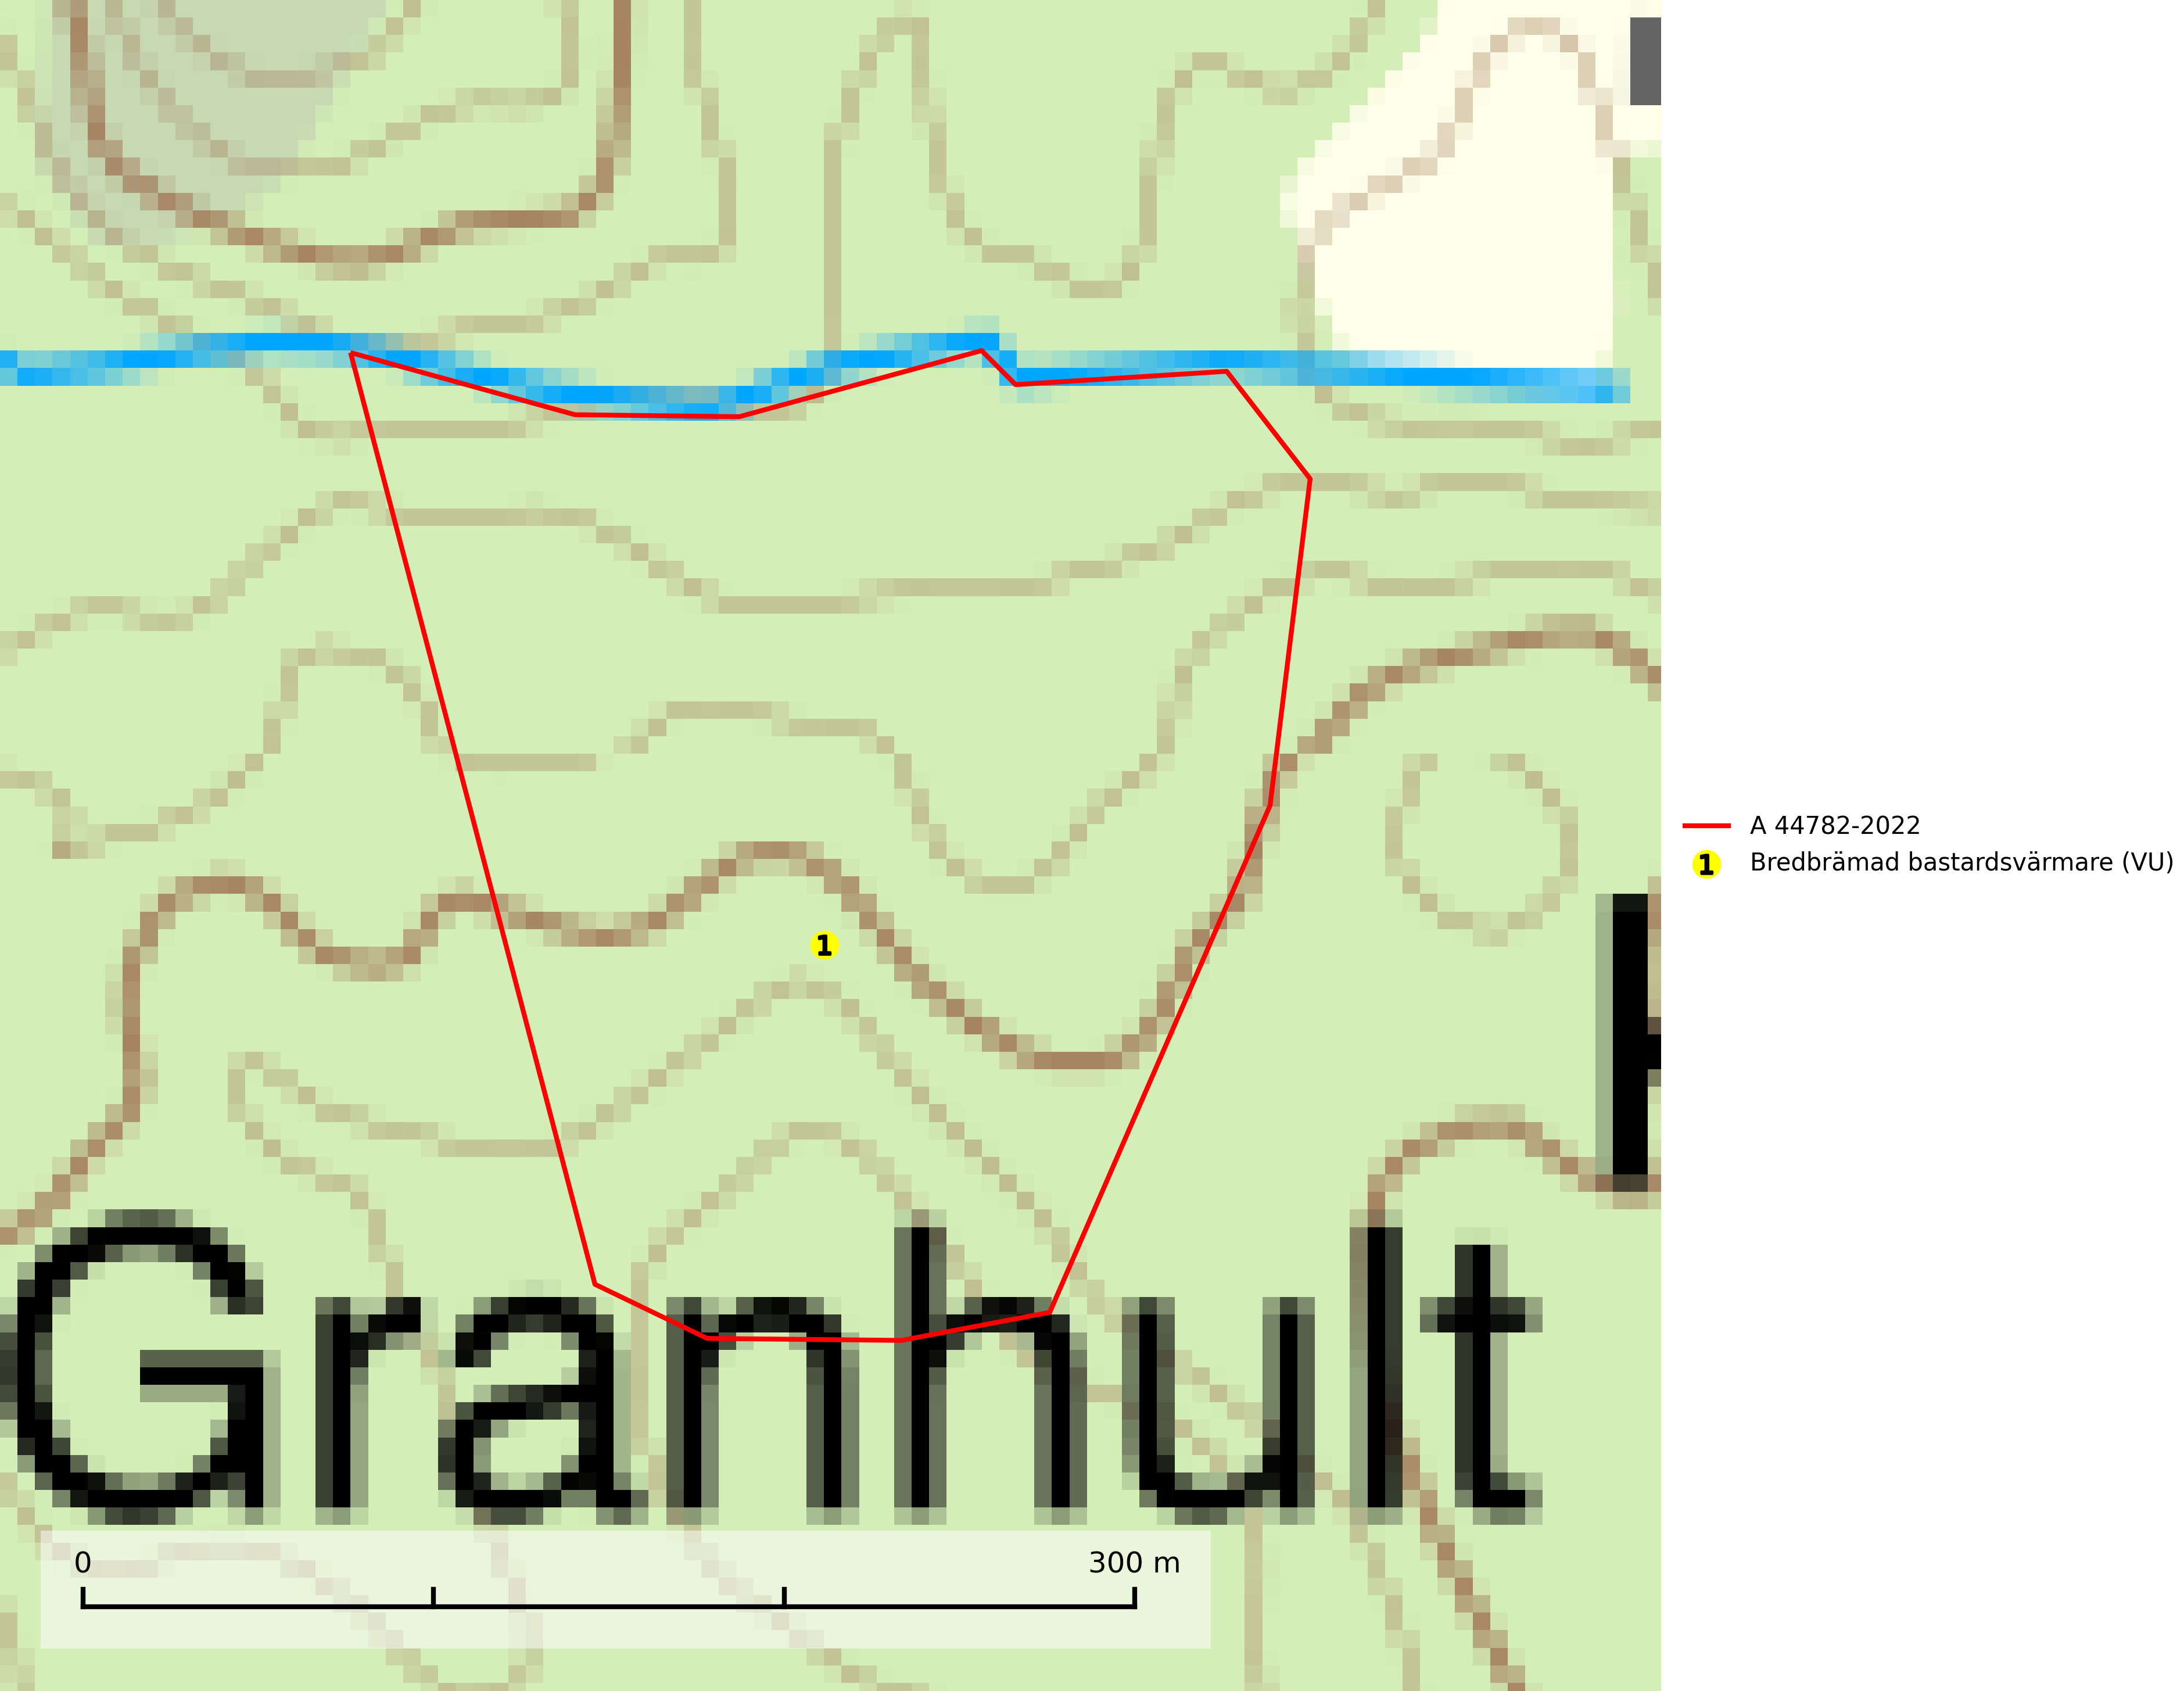 A 44782-2022
1 Bredbrämad bastardsvärmare (VU)
1
Granhult
0 300 m